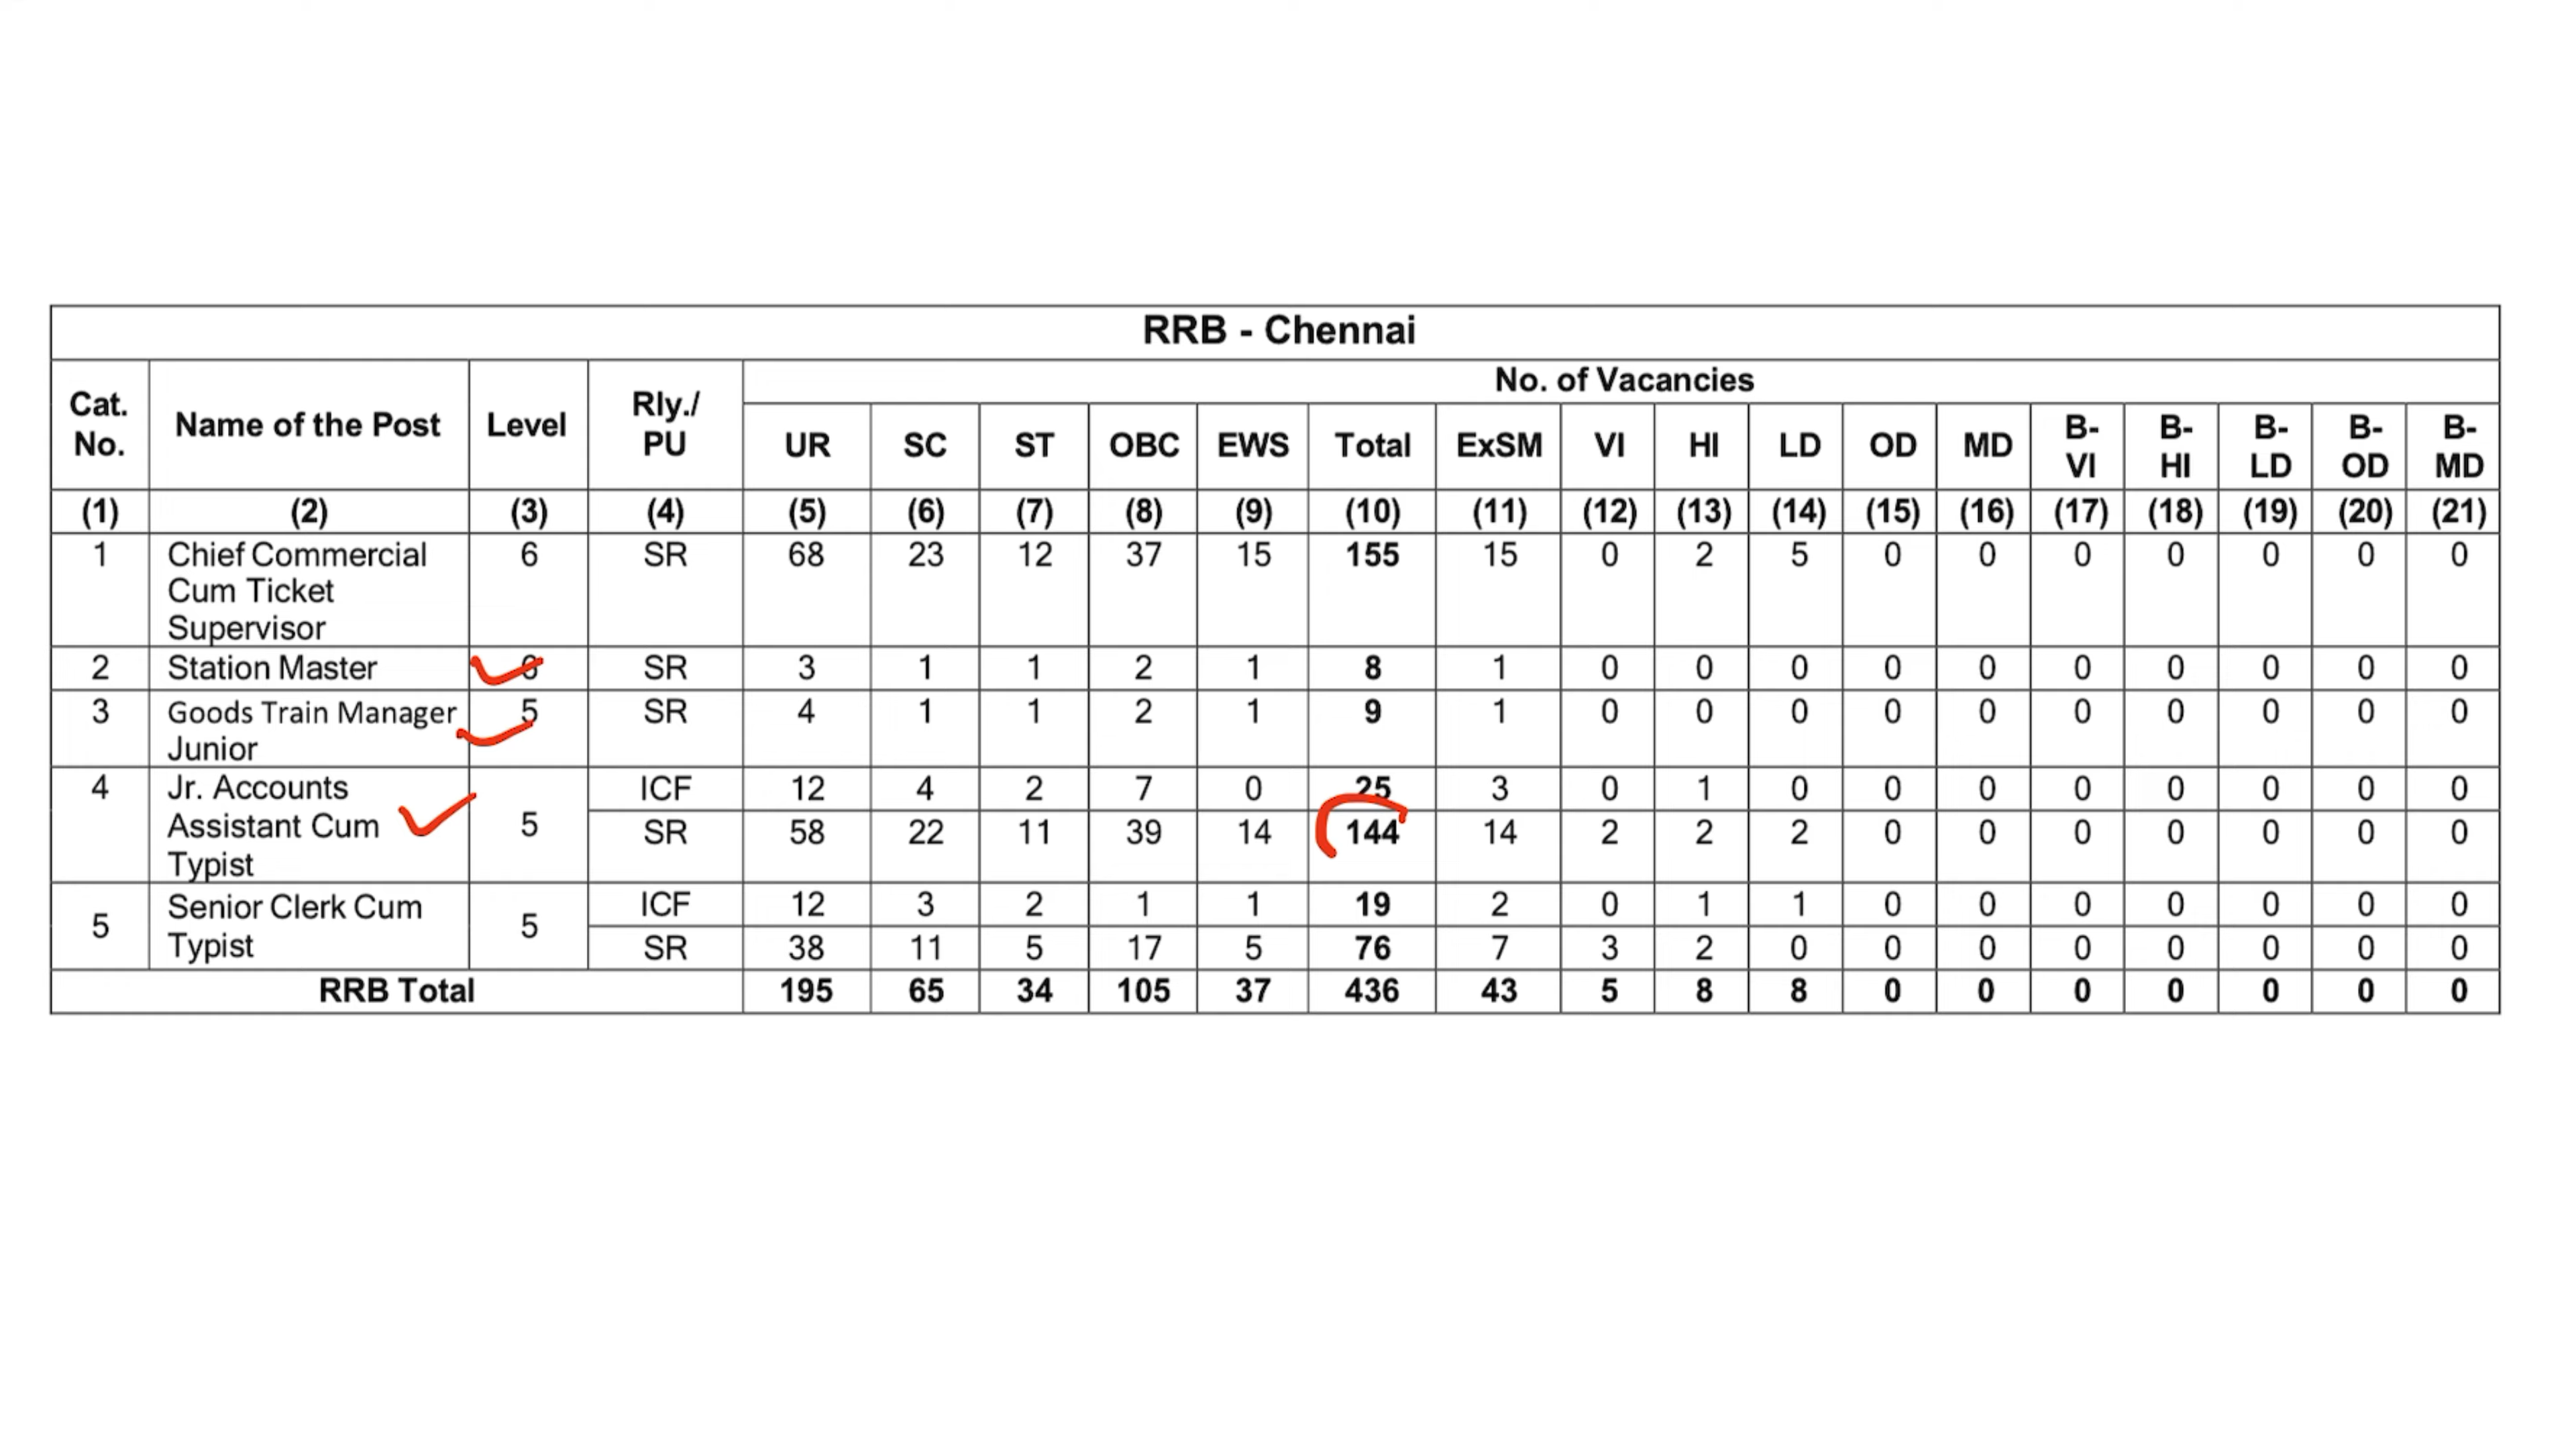 RRB - Chennai
Cat. No. Name of the Post Level Rly./ PU No. of Vacancies
UR SC ST OBC EWS Total ExSM VI HI LD OD MD B-VI B-HI B-LD B-OD B-MD
(1) (2) (3) (4) (5) (6) (7) (8) (9) (10) (11) (12) (13) (14) (15) (16) (17) (18) (19) (20) (21)
1 Chief Commercial 6 SR 68 23 12 37 15 155 15 0 2 5 0 0 0 0 0 0 0
Cum Ticket
Supervisor
2 Station Master 6 SR 3 1 1 2 1 8 1 0 0 0 0 0 0 0 0 0 0
3 Goods Train Manager 5 SR 4 1 1 2 1 9 1 0 0 0 0 0 0 0 0 0 0
Junior
4 Jr. Accounts ICF 12 4 2 7 0 25 3 0 1 0 0 0 0 0 0 0 0
Assistant Cum 5 SR 58 22 11 39 14 144 14 2 2 2 0 0 0 0 0 0 0
Typist
5 Senior Clerk Cum 5 ICF 12 3 2 1 1 19 2 0 1 1 0 0 0 0 0 0 0
Typist SR 38 11 5 17 5 76 7 3 2 0 0 0 0 0 0 0 0
RRB Total 195 65 34 105 37 436 43 5 8 8 0 0 0 0 0 0 0